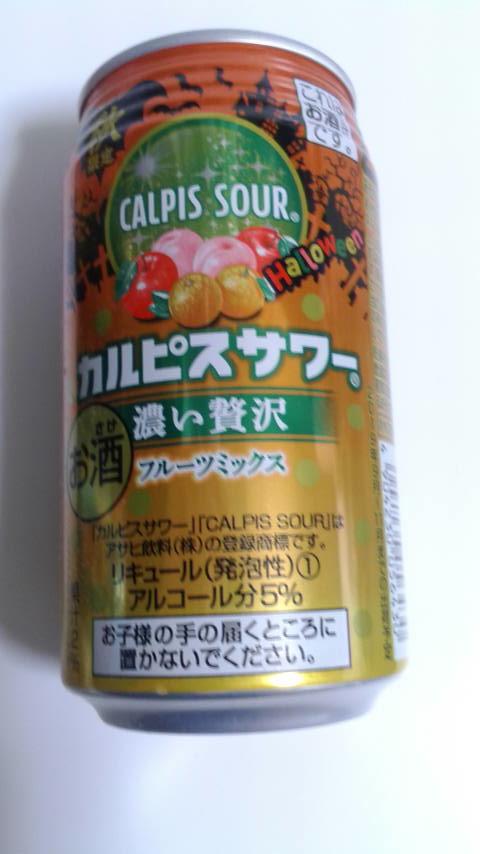 これは
お酒
です。
限定
CALPIS SOUR®
Halloween
カルピスサワー®
濃い贅沢
さけ
お酒
フルーツミックス
「カルピスサワー」「CALPIS SOUR」は
アサヒ飲料(株)の登録商標です。
リキュール(発泡性)①
アルコール分5%
お子様の手の届くところに
置かないでください。